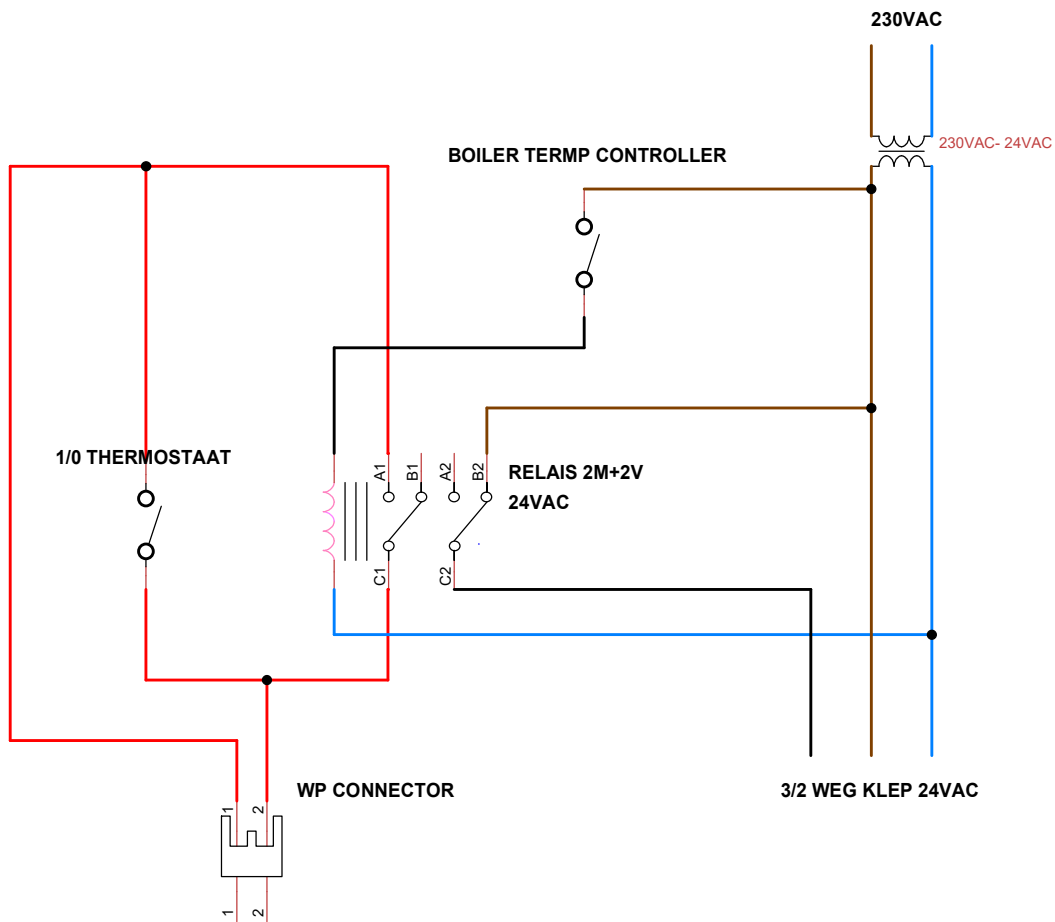 230VAC
230VAC- 24VAC
BOILER TERMP CONTROLLER
1/0 THERMOSTAAT
A1
B1
A2
B2
RELAIS 2M+2V
24VAC
C1
C2
WP CONNECTOR
3/2 WEG KLEP 24VAC
1
2
1
2